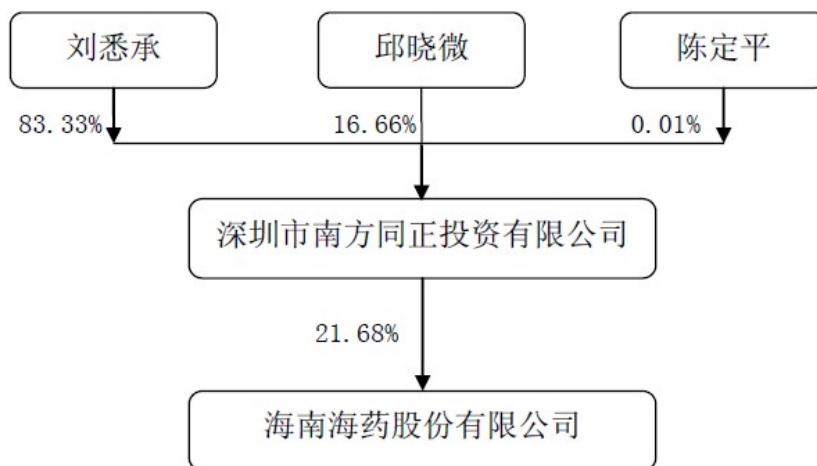 刘悉承
邱晓微
陈定平
83.33%
16.66%
0.01%
深圳市南方同正投资有限公司
21.68%
海南海药股份有限公司